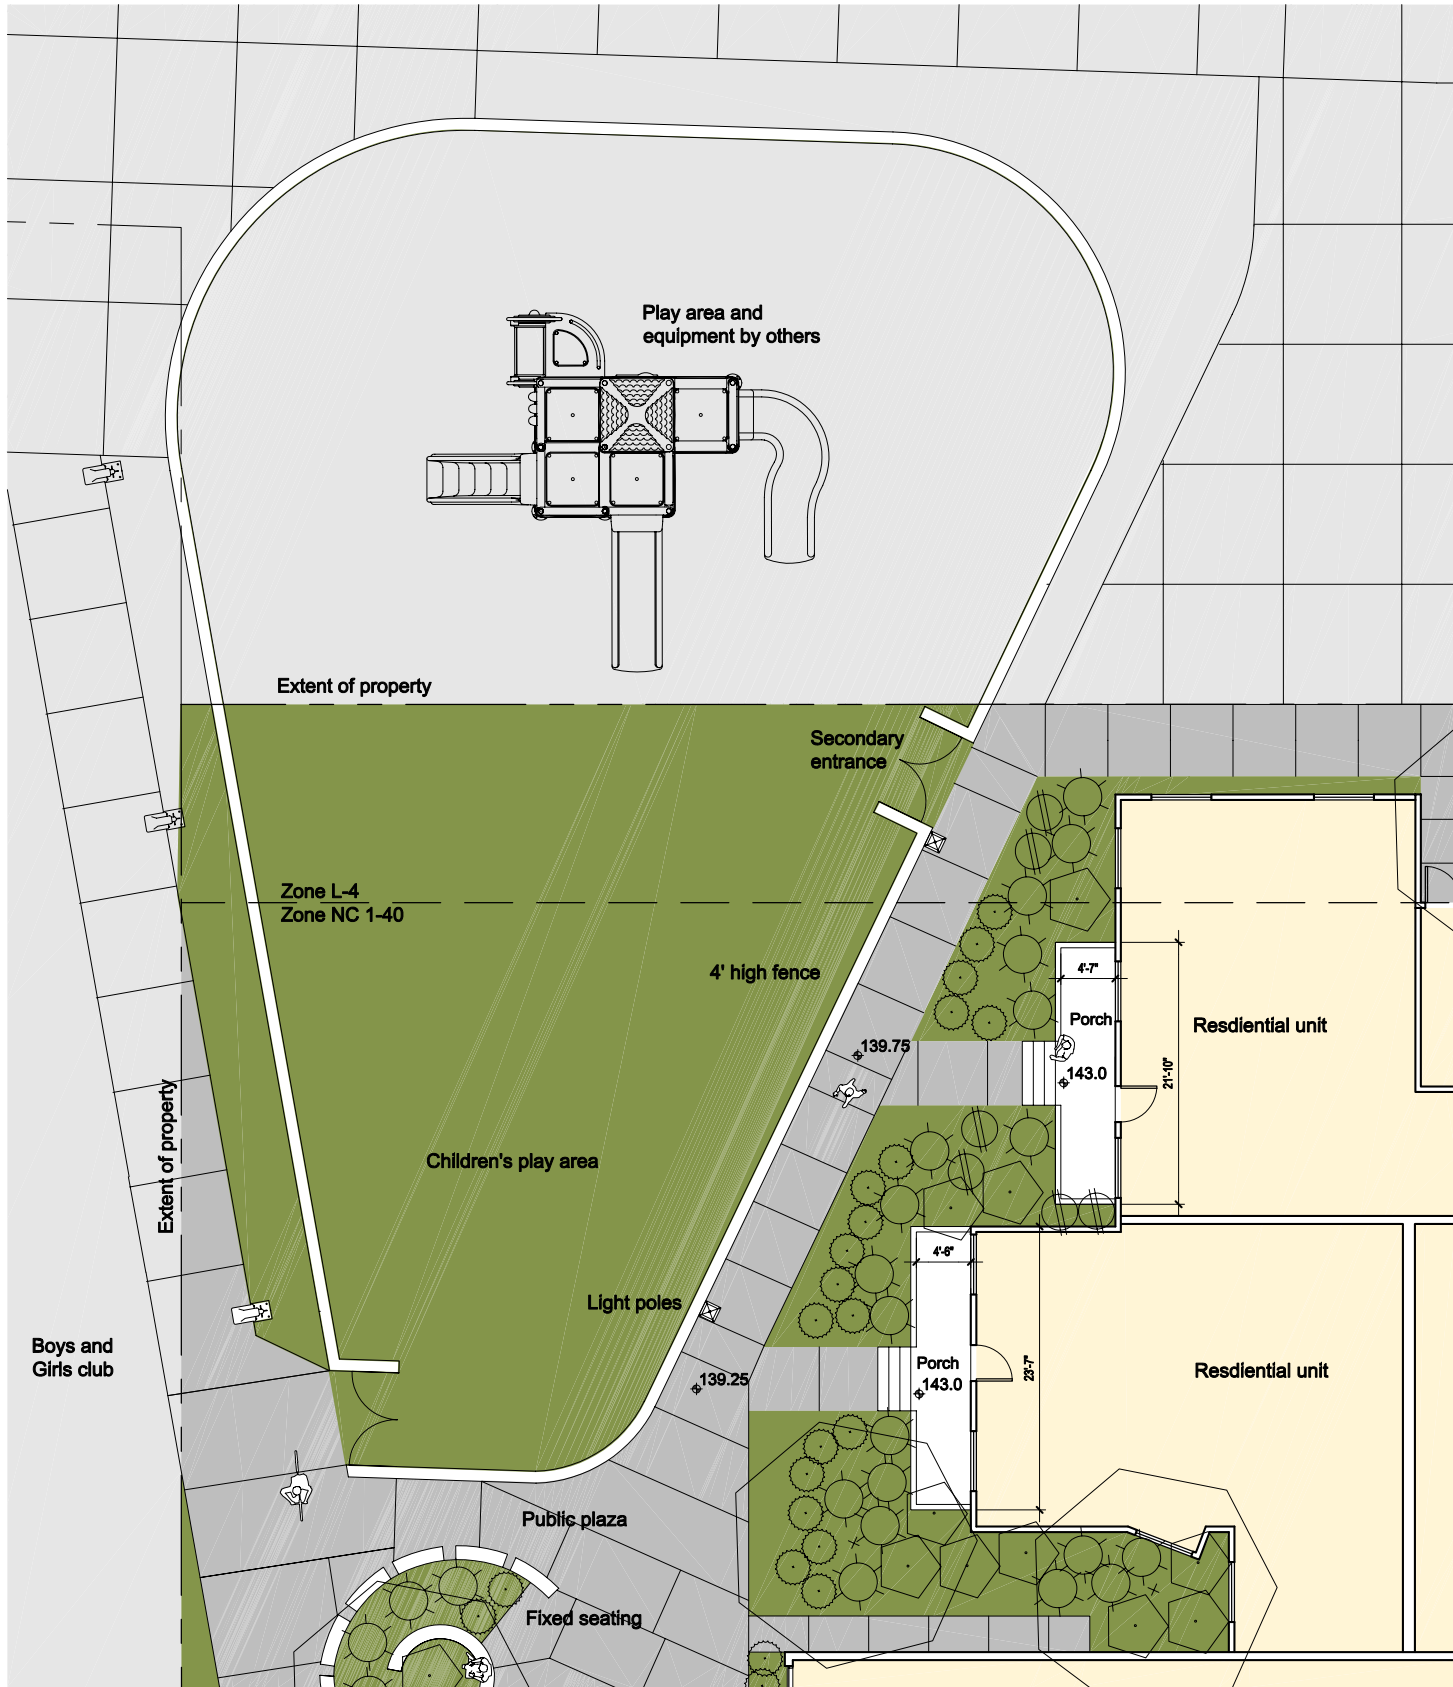 Play area and
equipment by others
Extent of property
Secondary
entrance
Zone L-4
Zone NC 1-40
4' high fence
4'-7"
Porch
Resdiential unit
139.75
143.0
21'-10"
Extent of property
Children's play area
4'-6"
Light poles
Boys and
Girls club
Porch
143.0
23'-7"
Resdiential unit
139.25
Public plaza
Fixed seating